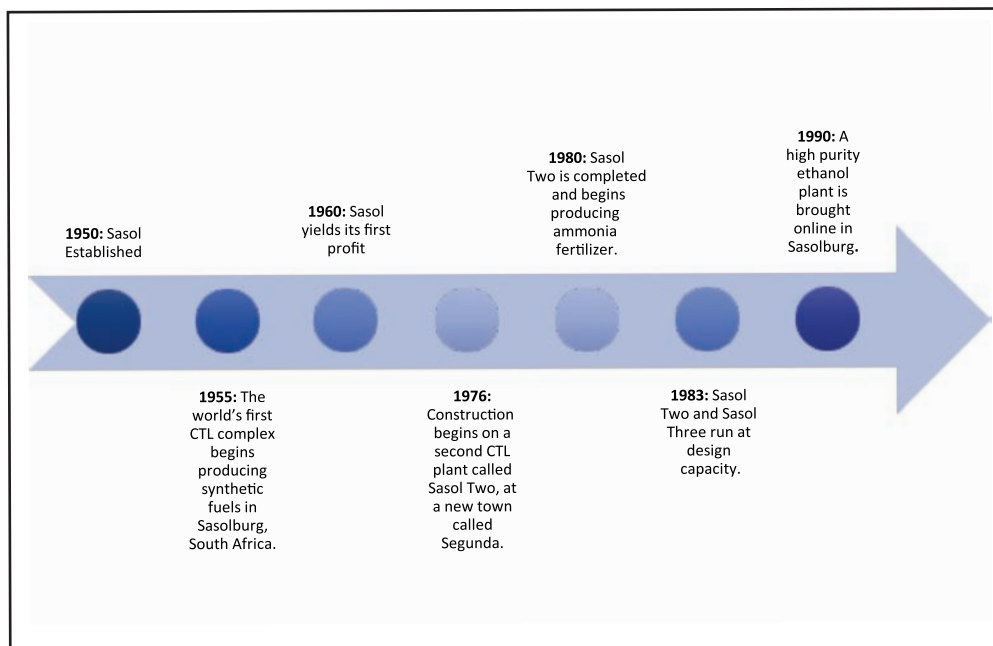 1950: Sasol
Established
1955: The
world's first
CTL complex
begins
producing
synthetic
fuels in
Sasolburg,
South Africa.
1960: Sasol
yields its first
profit
1976:
Construction
begins on a
second CTL
plant called
Sasol Two, at
a new town
called
Segunda.
1980: Sasol
Two is completed
and begins
producing
ammonia
fertilizer.
1983: Sasol
Two and Sasol
Three run at
design
capacity.
1990: A
high purity
ethanol
plant is
brought
online in
Sasolburg.